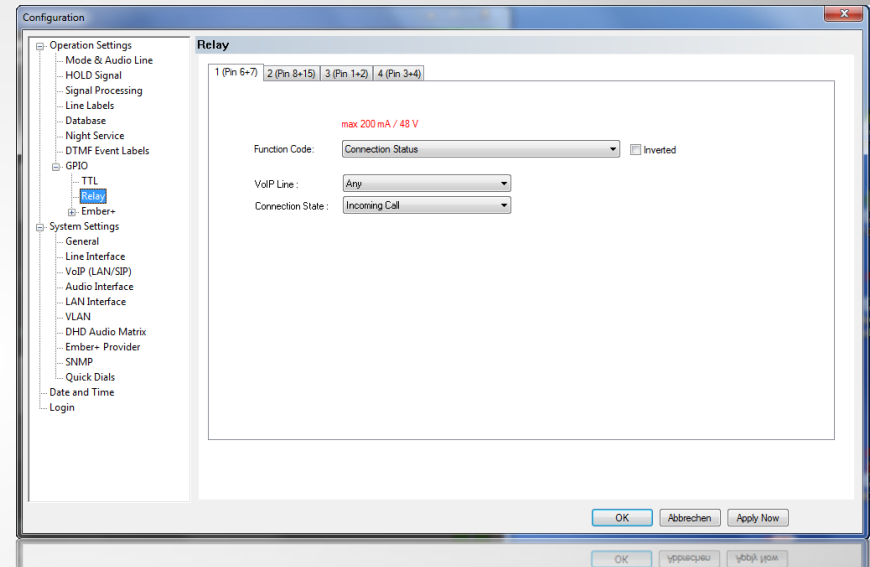 Configuration
Operation Settings
Mode & Audio Line
HOLD Signal
Signal Processing
Line Labels
Database
Night Service
DTMF Event Labels
GPIO
TTL
Relay
Ember+
System Settings
General
Line Interface
VoIP (LAN/SIP)
Audio Interface
LAN Interface
VLAN
DHD Audio Matrix
Ember+ Provider
SNMP
Quick Dials
Date and Time
Login
Relay
1 (Pin 6+7) 2 (Pin 8+15) 3 (Pin 1+2) 4 (Pin 3+4)
max 200 mA / 48 V
Function Code: Connection Status Inverted
VoIP Line : Any
Connection State : Incoming Call
OK Abbrechen Apply Now
OK Abbrechen Apply Now